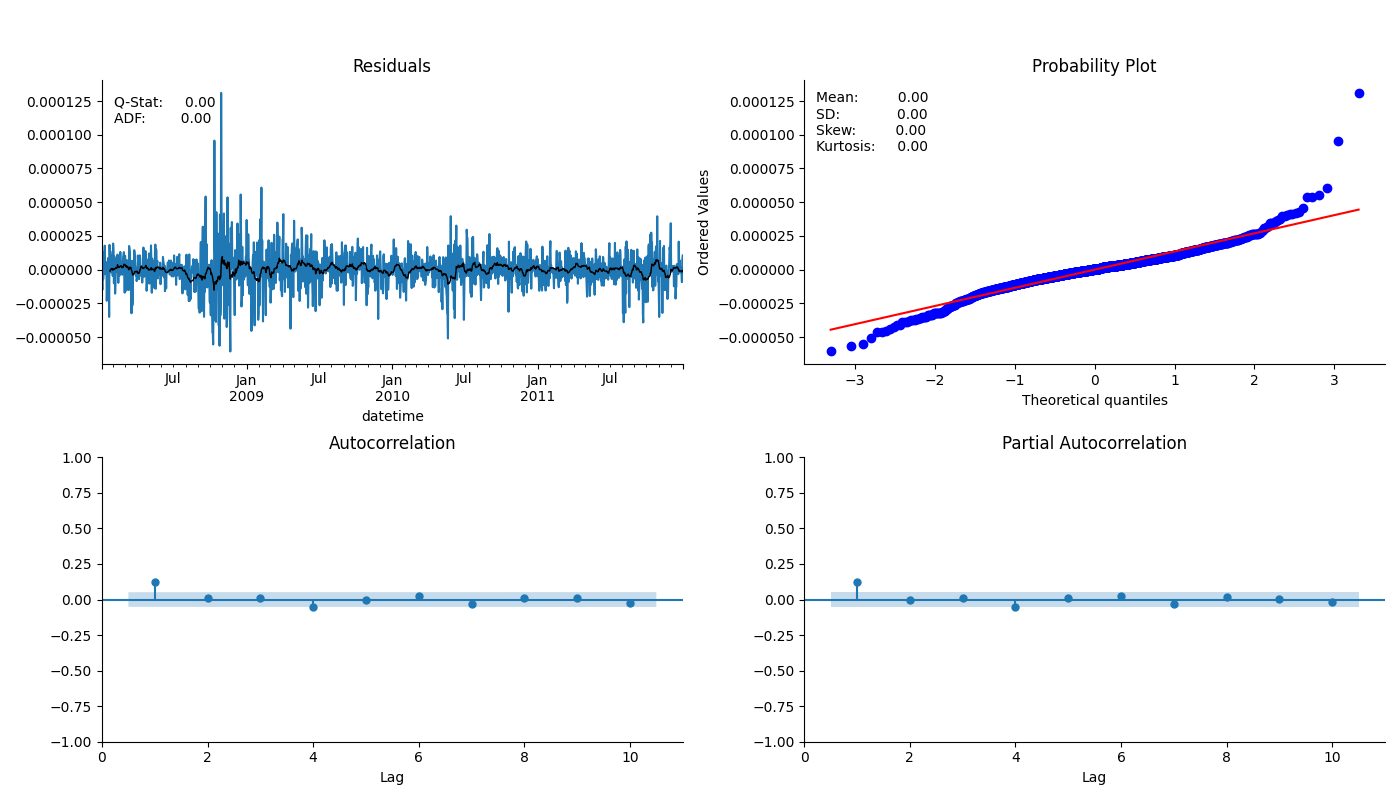 Residuals
0.000125
0.000100
0.000075
0.000050
0.000025
0.000000
−0.000025
−0.000050
Q-Stat: 0.00
ADF: 0.00
Jul Jan Jul Jan Jul Jan Jul
2009 2010 2011
datetime
Probability Plot
Ordered Values
0.000125
0.000100
0.000075
0.000050
0.000025
0.000000
−0.000025
−0.000050
Mean: 0.00
SD: 0.00
Skew: 0.00
Kurtosis: 0.00
−3 −2 −1 0 1 2 3
Theoretical quantiles
Autocorrelation
1.00
0.75
0.50
0.25
0.00
−0.25
−0.50
−0.75
−1.00
0 2 4 6 8 10
Lag
Partial Autocorrelation
1.00
0.75
0.50
0.25
0.00
−0.25
−0.50
−0.75
−1.00
0 2 4 6 8 10
Lag